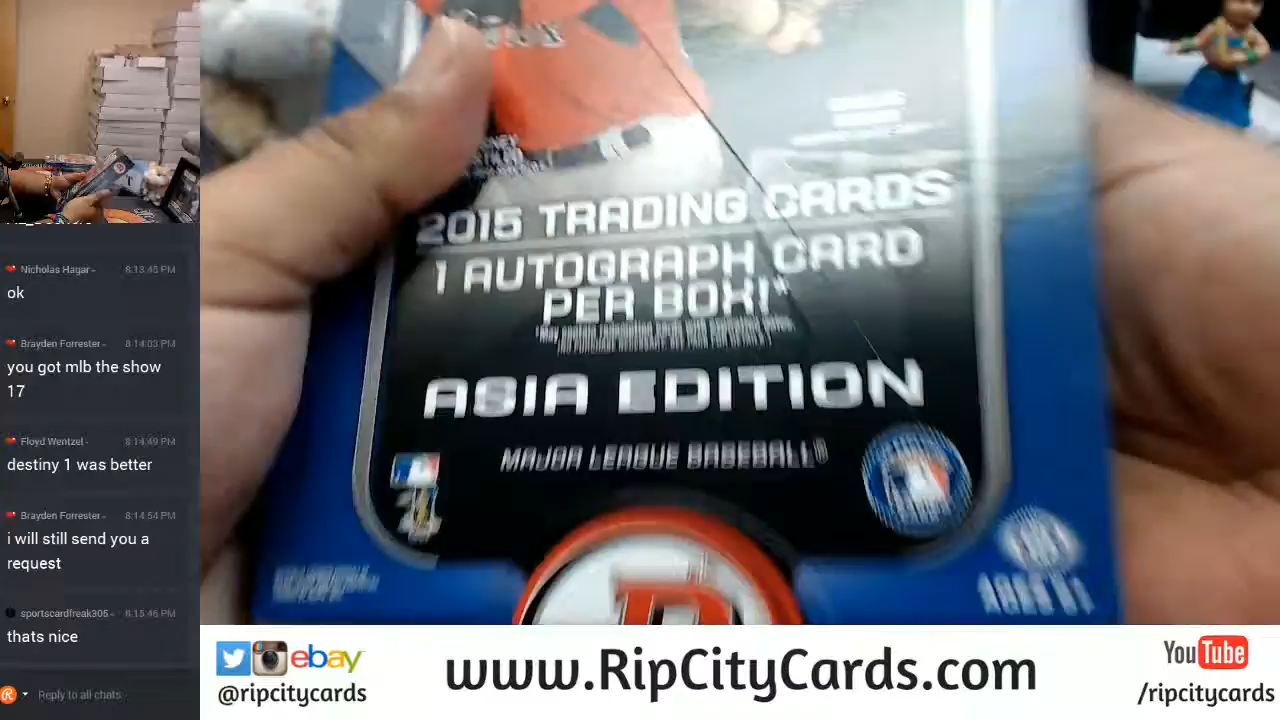 Nicholas Hagar- 8:13:45 PM
ok
Brayden Forrester- 8:14:03 PM
you got mlb the show
17
Floyd Wentzel- 8:14:49 PM
destiny 1 was better
Brayden Forrester- 8:14:54 PM
i will still send you a
request
sportscardfreak305- 8:15:46 PM
thats nice
Reply to all chats
2015 TRADING CARDS
1 AUTOGRAPH CARD
PER BOX!*
ASIA EDITION
MAJOR LEAGUE BASEBALL®
B
ebay
@ripcitycards
www.RipCityCards.com
YouTube
/ripcitycards